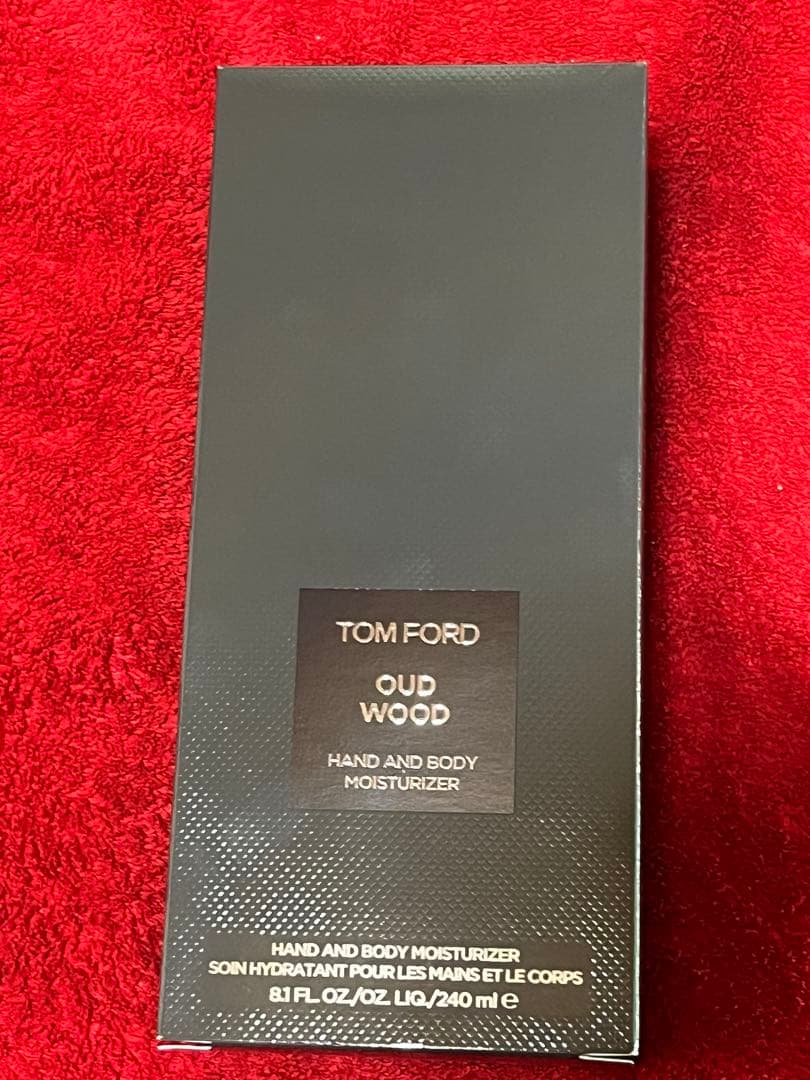 TOM FORD
OUD
WOOD
HAND AND BODY
MOISTURIZER
HAND AND BODY MOISTURIZER
SOIN HYDRATANT POUR LES MAINS ET LE CORPS
8.1 FL. OZ./OZ. LIQ./240 ml ℮